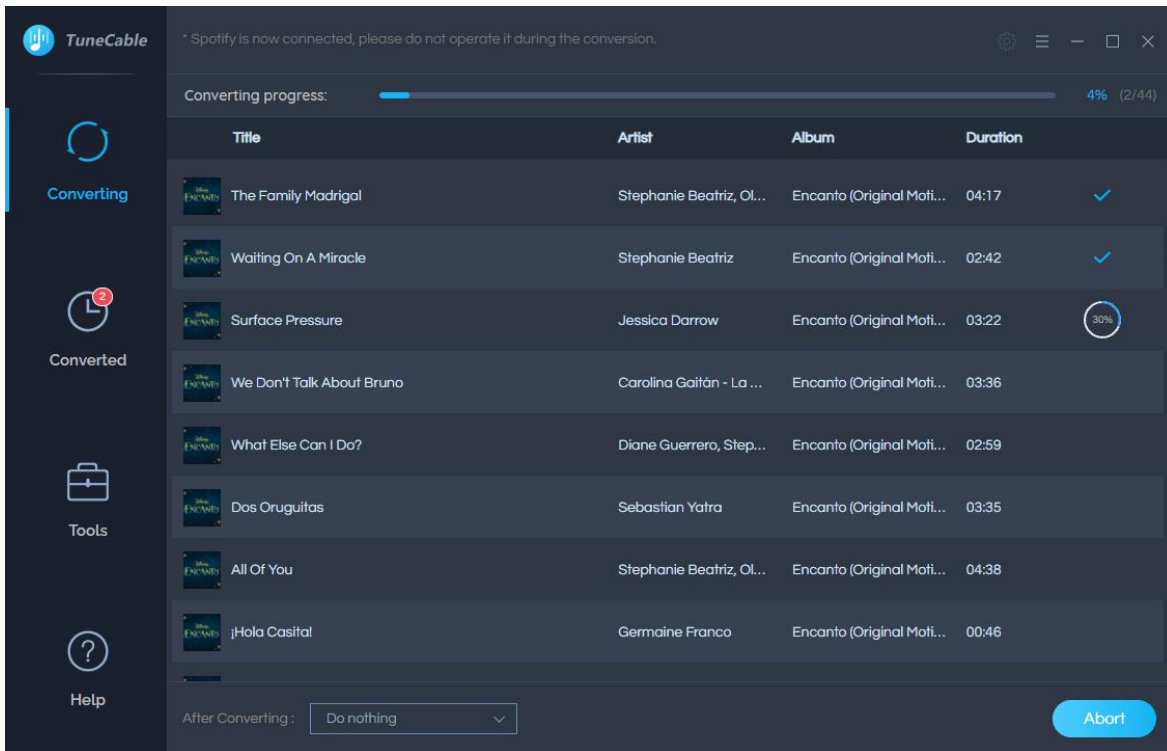 TuneCable
* Spotify is now connected, please do not operate it during the conversion.
Converting progress: 4% (2/44)
Title Artist Album Duration
Converting
The Family Madrigal Stephanie Beatriz, Ol... Encanto (Original Moti... 04:17
Waiting On A Miracle Stephanie Beatriz Encanto (Original Moti... 02:42
2
Surface Pressure Jessica Darrow Encanto (Original Moti... 03:22 30%
Converted
We Don't Talk About Bruno Carolina Gaitán - La ... Encanto (Original Moti... 03:36
What Else Can I Do? Diane Guerrero, Step... Encanto (Original Moti... 02:59
Tools
Dos Oruguitas Sebastian Yatra Encanto (Original Moti... 03:35
All Of You Stephanie Beatriz, Ol... Encanto (Original Moti... 04:38
¡Hola Casita! Germaine Franco Encanto (Original Moti... 00:46
Help
After Converting : Do nothing Abort